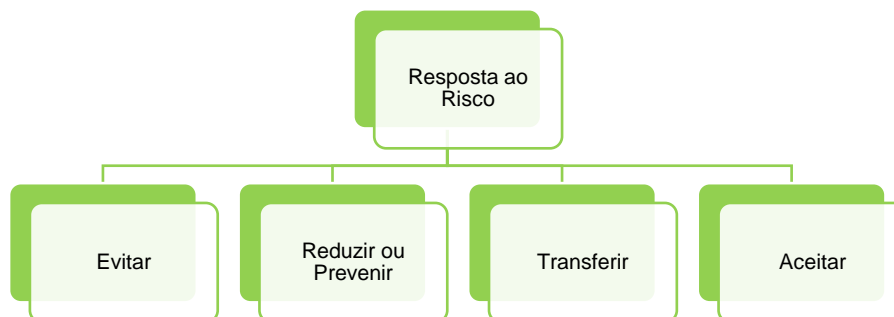 Resposta ao
Risco
Evitar
Reduzir ou
Prevenir
Transferir
Aceitar